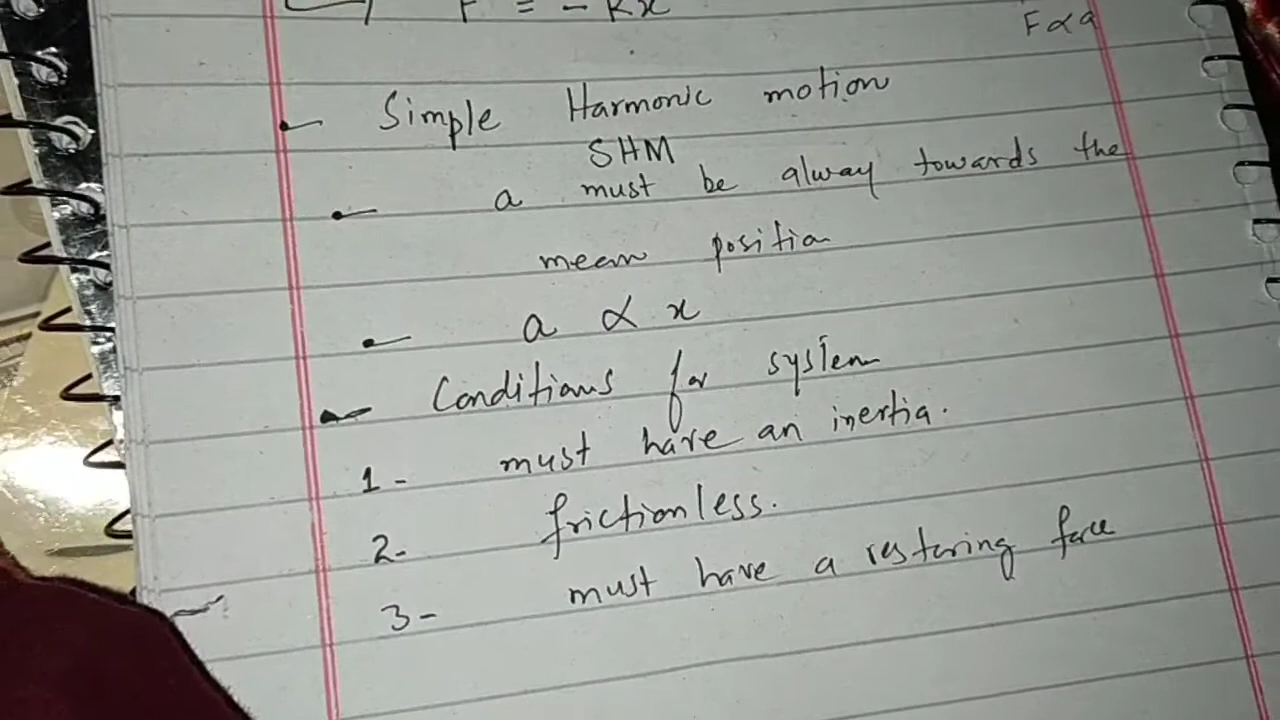 F = - kx
F ∝ a
Simple Harmonic motion
SHM
a must be alway towards the
mean position
a ∝ x
Conditions for system
1- must have an inertia.
2- frictionless.
3- must have a restoring force